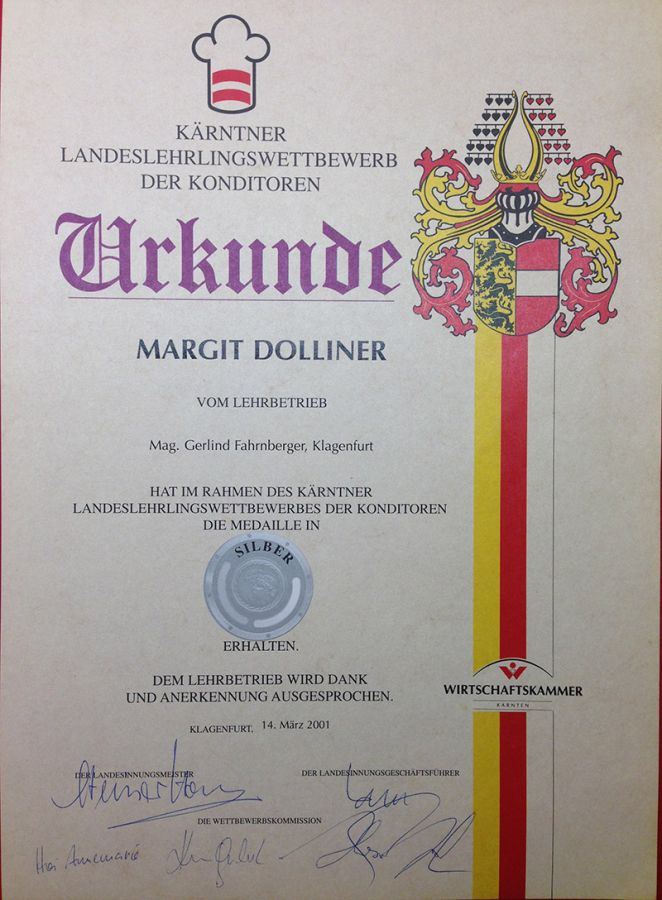 KÄRNTNER
LANDESLEHRLINGSWETTBEWERB
DER KONDITOREN
Urkunde
MARGIT DOLLINER
VOM LEHRBETRIEB
Mag. Gerlind Fahrnberger, Klagenfurt
HAT IM RAHMEN DES KÄRNTNER
LANDESLEHRLINGSWETTBEWERBES DER KONDITOREN
DIE MEDAILLE IN
SILBER
ERHALTEN.
DEM LEHRBETRIEB WIRD DANK
UND ANERKENNUNG AUSGESPROCHEN.
WIRTSCHAFTSKAMMER
KÄRNTEN
KLAGENFURT, 14. März 2001
DER LANDESINNUNGSMEISTER
DER LANDESINNUNGSGESCHÄFTSFÜHRER
DIE WETTBEWERBSKOMMISSION
Annemarie